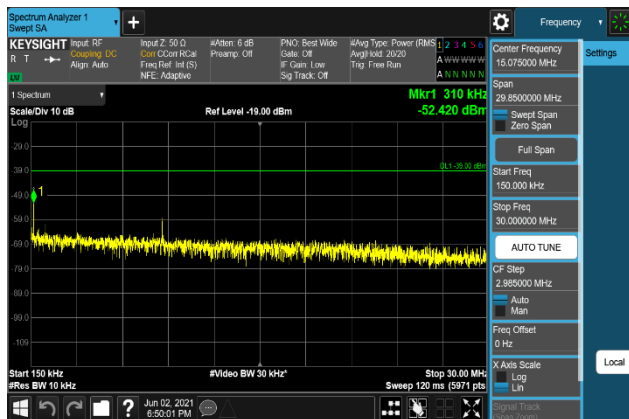 Spectrum Analyzer 1
Swept SA
Frequency
KEYSIGHT
R T
LW
Input: RF
Coupling: DC
Align: Auto
Input Z: 50 Ω
Corr CCorr RCal
Freq Ref: Int (S)
NFE: Adaptive
#Atten: 6 dB
Preamp: Off
PNO: Best Wide
Gate: Off
IF Gain: Low
Sig Track: Off
#Avg Type: Power (RMS
Avg|Hold: 20/20
Trig: Free Run
1 2 3 4 5 6
A W W W W W
A N N N N N
1 Spectrum
Scale/Div 10 dB
Log
Ref Level -19.00 dBm
Mkr1 310 kHz
-52.420 dBm
-29.0
-39.0
-49.0
-59.0
-69.0
-79.0
-89.0
-99.0
-109
DL1 -39.00 dBm
1
Start 150 kHz
#Res BW 10 kHz
#Video BW 30 kHz*
Stop 30.00 MHz
Sweep 120 ms (5971 pts
Center Frequency
15.075000 MHz
Span
29.8500000 MHz
Swept Span
Zero Span
Full Span
Start Freq
150.000 kHz
Stop Freq
30.000000 MHz
AUTO TUNE
CF Step
2.985000 MHz
Auto
Man
Freq Offset
0 Hz
X Axis Scale
Log
Lin
Signal Track
(Span Zoom)
Settings
Local
?
Jun 02, 2021
6:50:01 PM